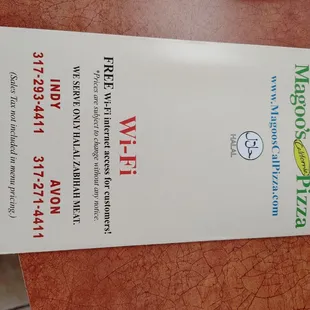 Magoo's California Pizza
www.MagoosCalPizza.com
HALAL
Wi-Fi
FREE Wi-Fi internet access for customers!
*Prices are subject to change without any notice.
WE SERVE ONLY HALAL ZABIHAH MEAT.
INDY AVON
317-293-4411 317-271-4411
(Sales Tax not included in menu pricing.)